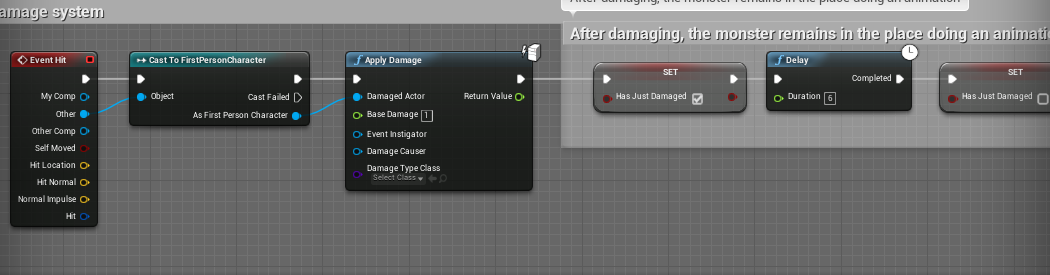 After damaging, the monster remains in the place doing an animation
amage system
After damaging, the monster remains in the place doing an animati
Event Hit
My Comp
Other
Other Comp
Self Moved
Hit Location
Hit Normal
Normal Impulse
Hit
Cast To FirstPersonCharacter
Object
Cast Failed
As First Person Character
Apply Damage
Damaged Actor
Return Value
Base Damage 1
Event Instigator
Damage Causer
Damage Type Class
Select Class
SET
Has Just Damaged
Delay
Completed
Duration 6
SET
Has Just Damaged